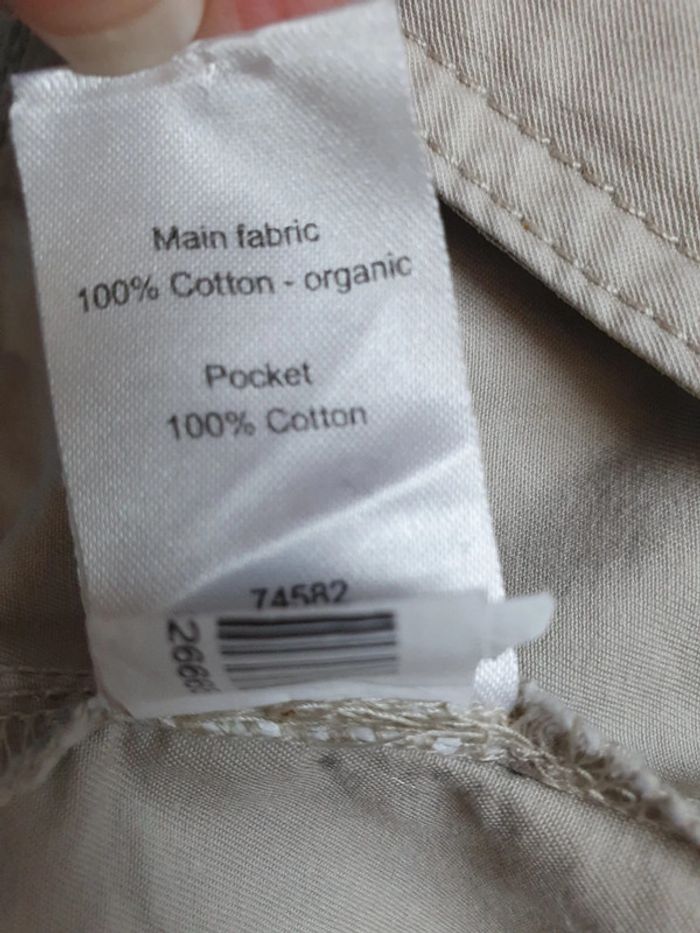 Main fabric
100% Cotton - organic
Pocket
100% Cotton
74582